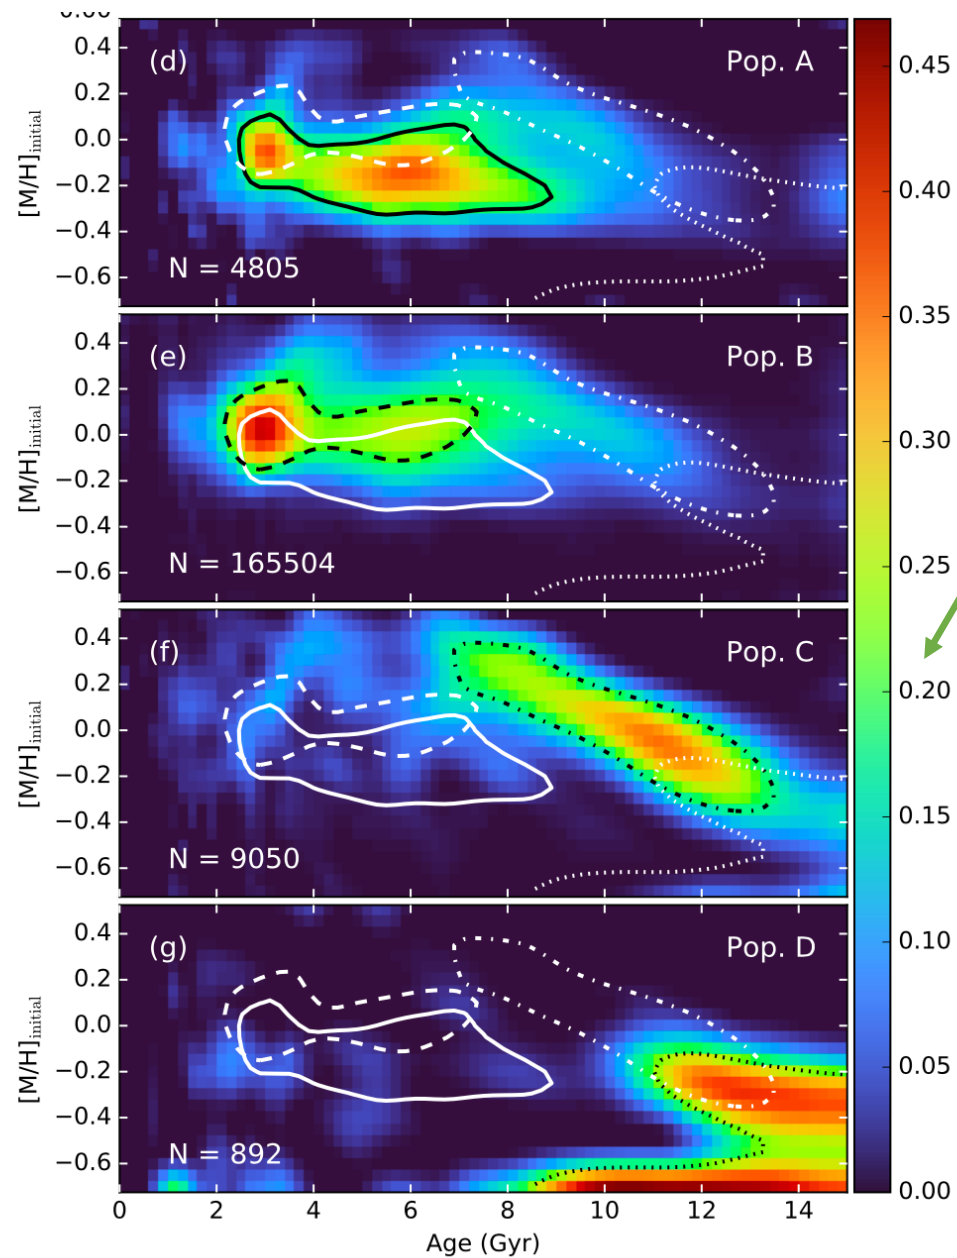 0.00
(d)
Pop. A
N = 4805
0.4
0.2
0.0
−0.2
−0.4
−0.6
[M/H]initial
(e)
Pop. B
N = 165504
0.4
0.2
0.0
−0.2
−0.4
−0.6
[M/H]initial
(f)
Pop. C
N = 9050
0.4
0.2
0.0
−0.2
−0.4
−0.6
[M/H]initial
(g)
Pop. D
N = 892
0.4
0.2
0.0
−0.2
−0.4
−0.6
[M/H]initial
0 2 4 6 8 10 12 14
Age (Gyr)
0.45
0.40
0.35
0.30
0.25
0.20
0.15
0.10
0.05
0.00